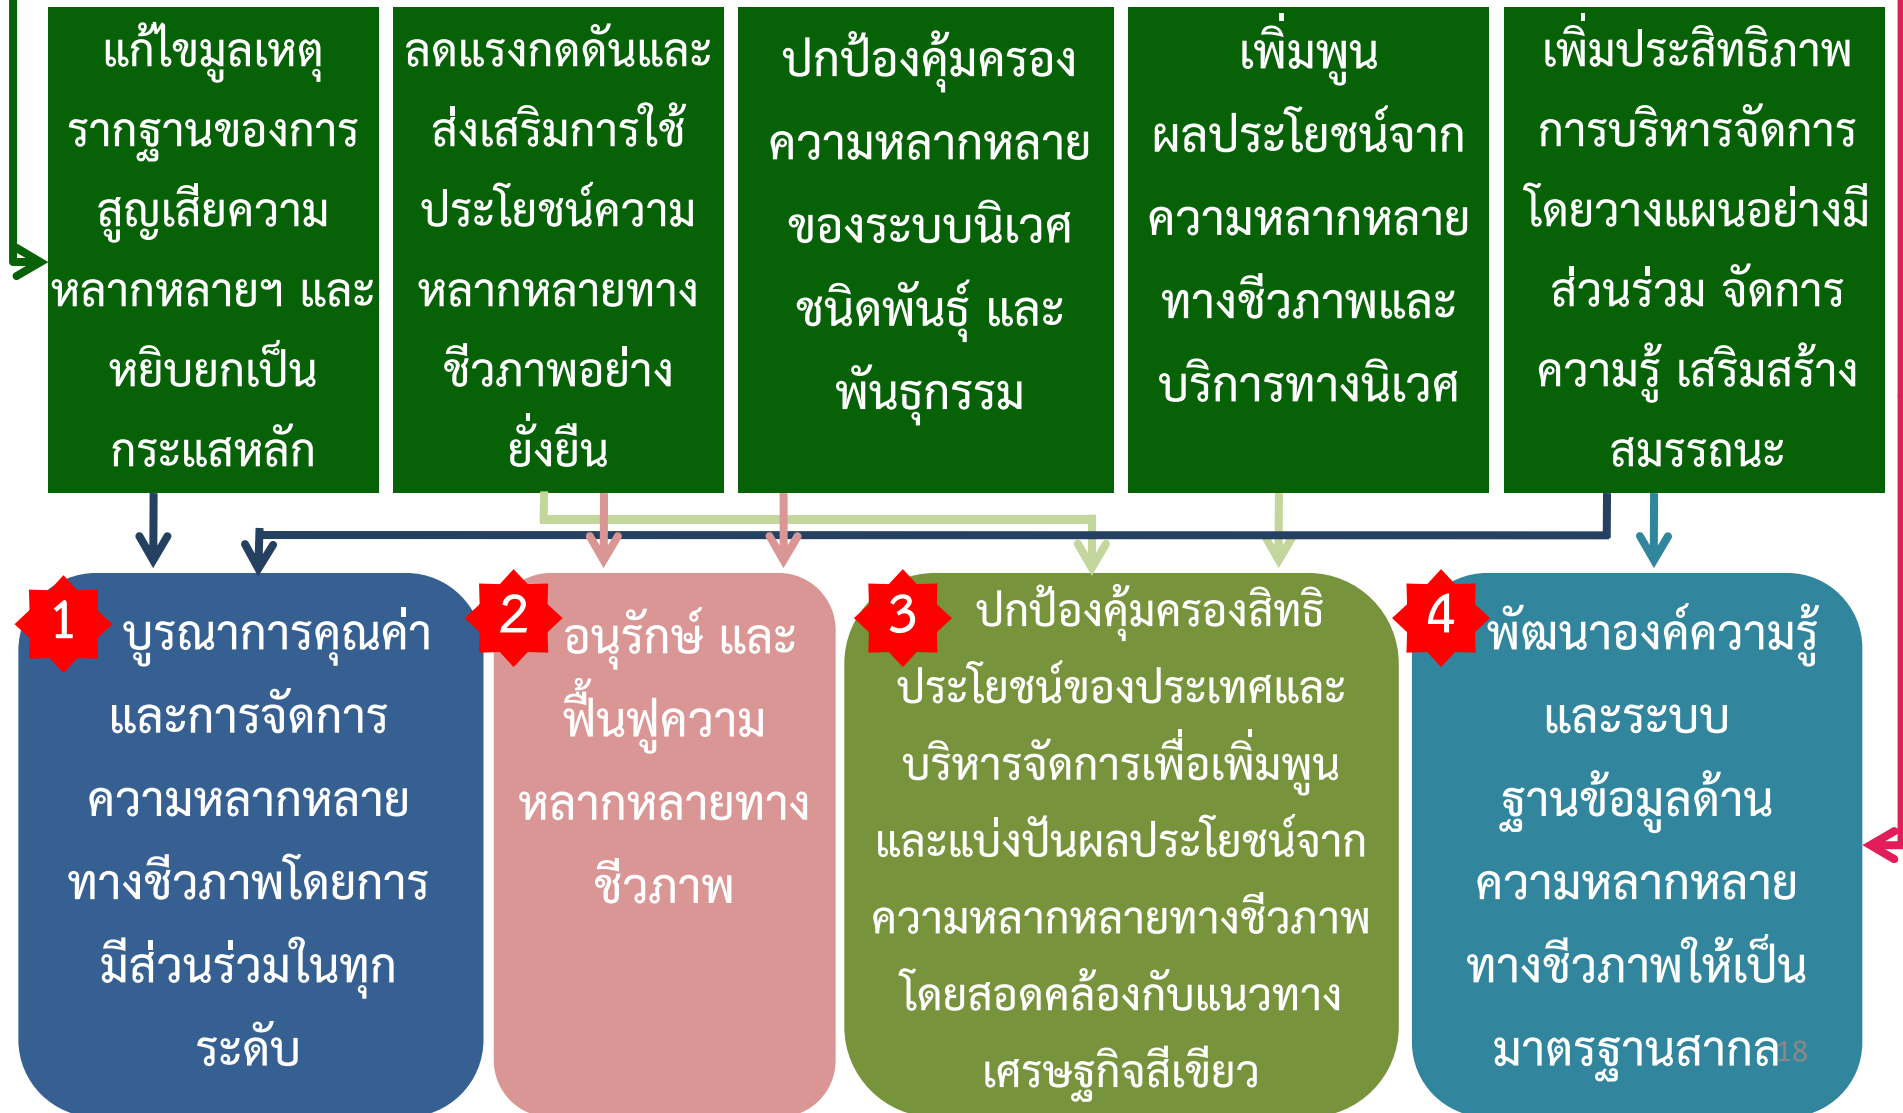 แก้ไขมูลเหตุ
รากฐานของการ
สูญเสียความ
หลากหลายฯ และ
หยิบยกเป็น
กระแสหลัก
ลดแรงกดดันและ
ส่งเสริมการใช้
ประโยชน์ความ
หลากหลายทาง
ชีวภาพอย่าง
ยั่งยืน
ปกป้องคุ้มครอง
ความหลากหลาย
ของระบบนิเวศ
ชนิดพันธุ์ และ
พันธุกรรม
เพิ่มพูน
ผลประโยชน์จาก
ความหลากหลาย
ทางชีวภาพและ
บริการทางนิเวศ
เพิ่มประสิทธิภาพ
การบริหารจัดการ
โดยวางแผนอย่างมี
ส่วนร่วม จัดการ
ความรู้ เสริมสร้าง
สมรรถนะ
1
บูรณาการคุณค่า
และการจัดการ
ความหลากหลาย
ทางชีวภาพโดยการ
มีส่วนร่วมในทุก
ระดับ
2
อนุรักษ์ และ
ฟื้นฟูความ
หลากหลายทาง
ชีวภาพ
3
ปกป้องคุ้มครองสิทธิ
ประโยชน์ของประเทศและ
บริหารจัดการเพื่อเพิ่มพูน
และแบ่งปันผลประโยชน์จาก
ความหลากหลายทางชีวภาพ
โดยสอดคล้องกับแนวทาง
เศรษฐกิจสีเขียว
4
พัฒนาองค์ความรู้
และระบบ
ฐานข้อมูลด้าน
ความหลากหลาย
ทางชีวภาพให้เป็น
มาตรฐานสากล
18